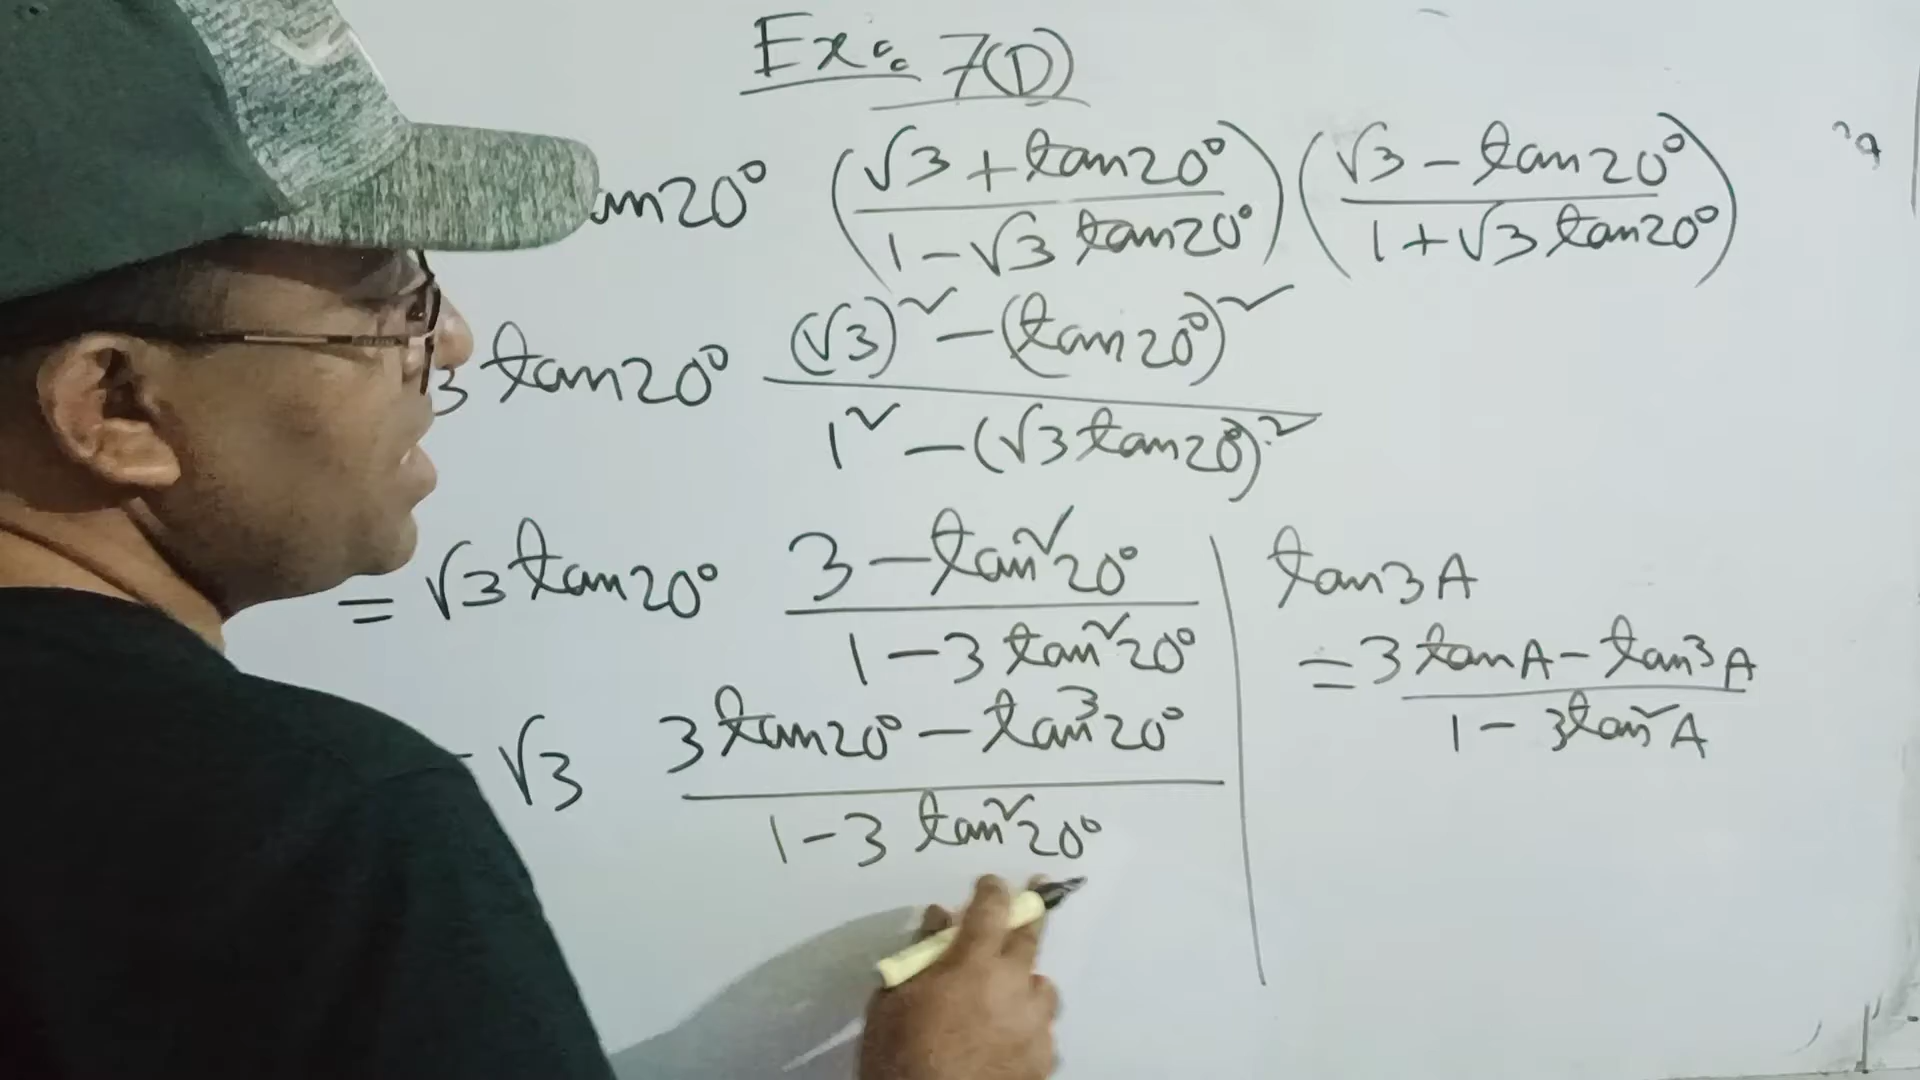 Ex: 7(D)
tan20° (√3 + tan20° / 1 - √3 tan20°) (√3 - tan20° / 1 + √3 tan20°)
3 tan20° (√3)² - (tan20°)² / 1² - (√3 tan20°)²
= √3 tan20° 3 - tan²20° / 1 - 3 tan²20°
√3 3 tan20° - tan³20° / 1 - 3 tan²20°
tan3A
= 3 tanA - tan³A / 1 - 3tan²A